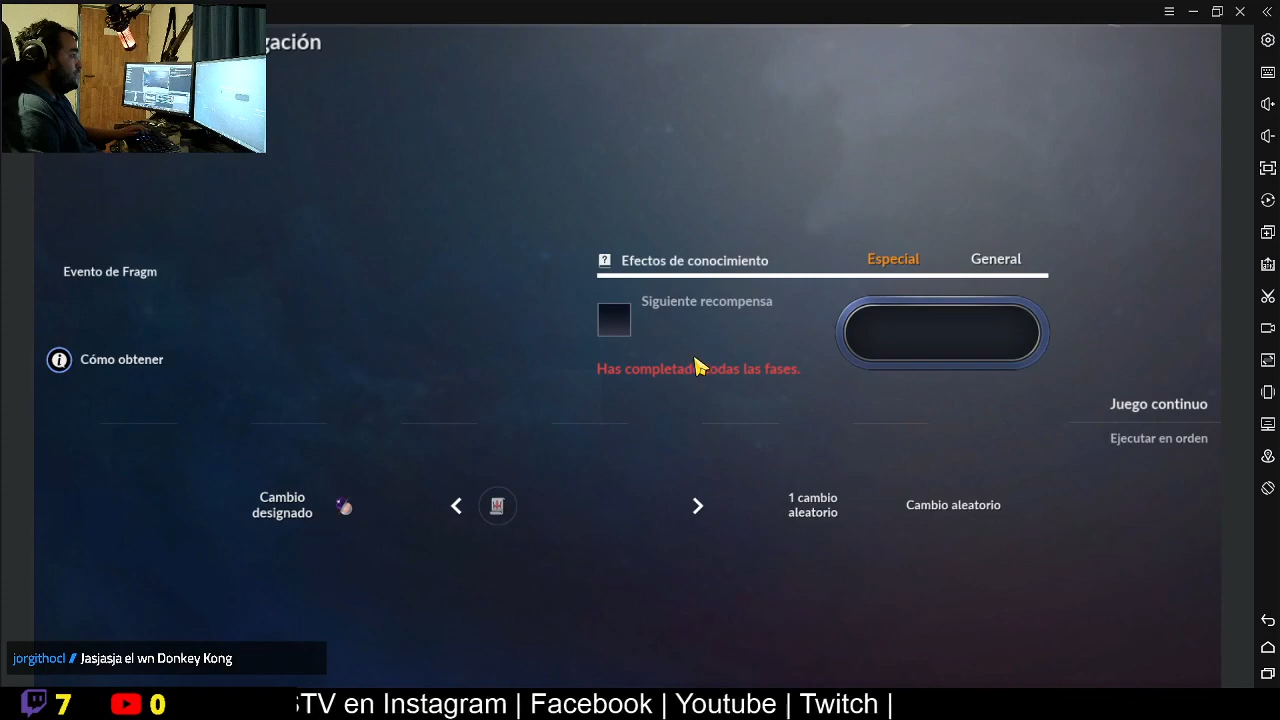 gación
Efectos de conocimiento
Especial
General
Evento de Fragm
Siguiente recompensa
Cómo obtener
Has completad odas las fases.
Juego continuo
Ejecutar en orden
Cambio
designado
1 cambio
aleatorio
Cambio aleatorio
jorgithocl // Jasjasja el wn Donkey Kong
7
0
STV en Instagram | Facebook | Youtube | Twitch |